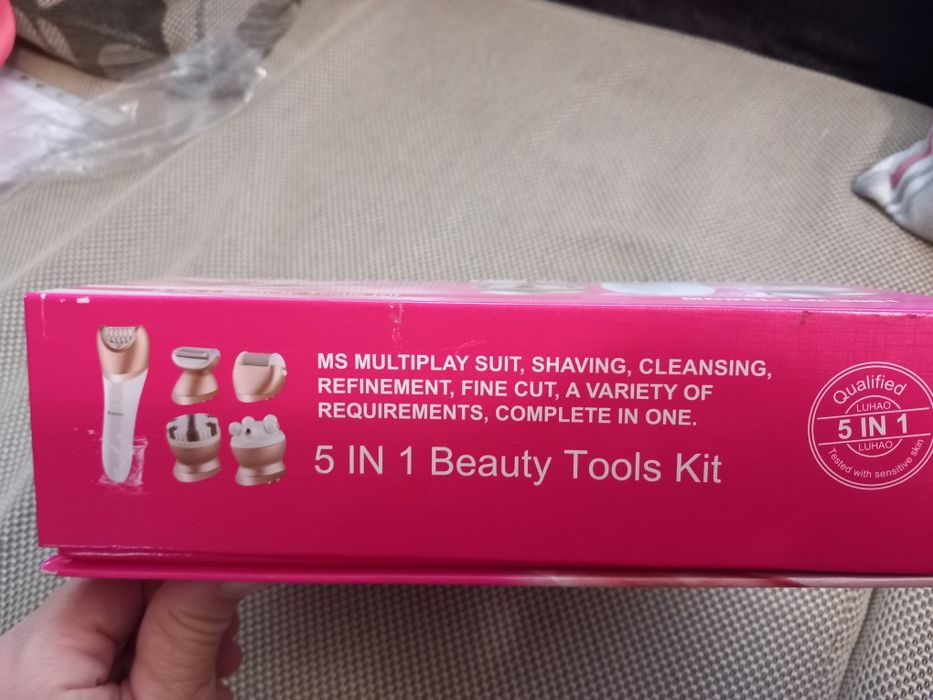 MS MULTIPLAY SUIT, SHAVING, CLEANSING,
REFINEMENT, FINE CUT, A VARIETY OF
REQUIREMENTS, COMPLETE IN ONE.
5 IN 1 Beauty Tools Kit
Qualified
LUHAO
5 IN 1
LUHAO
Tested with sensitive skin